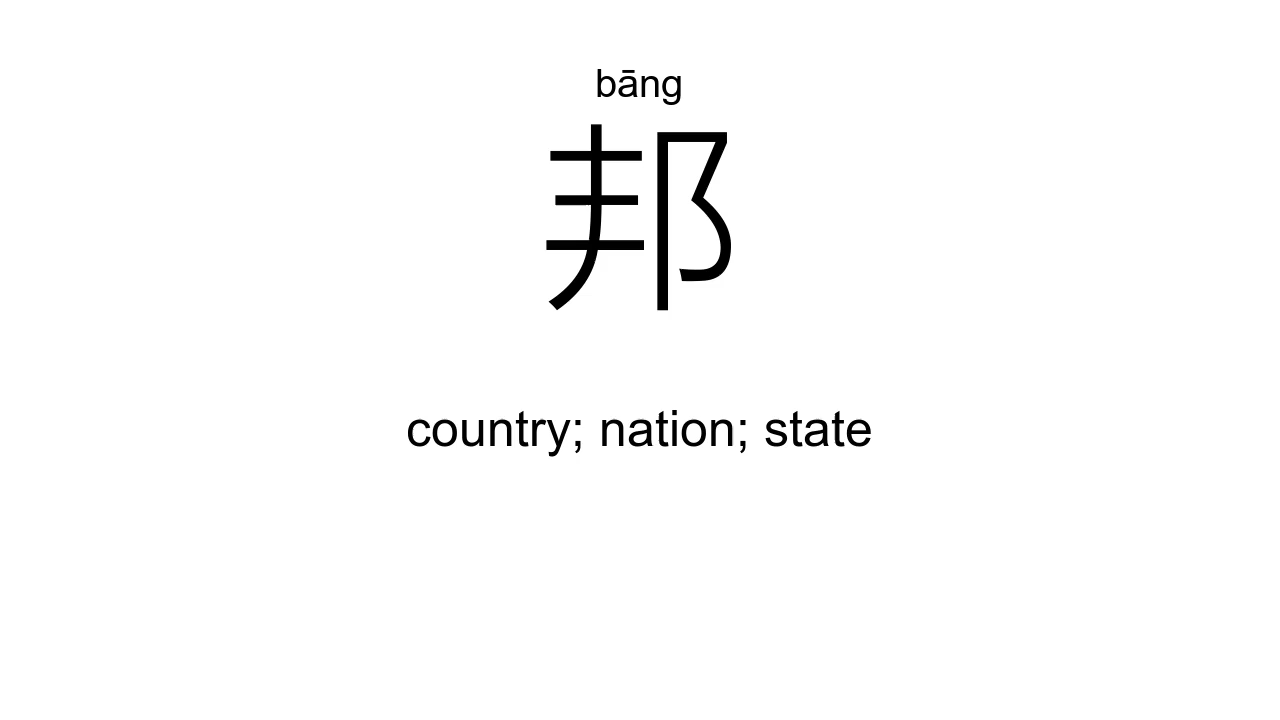 bāng
邦
country; nation; state